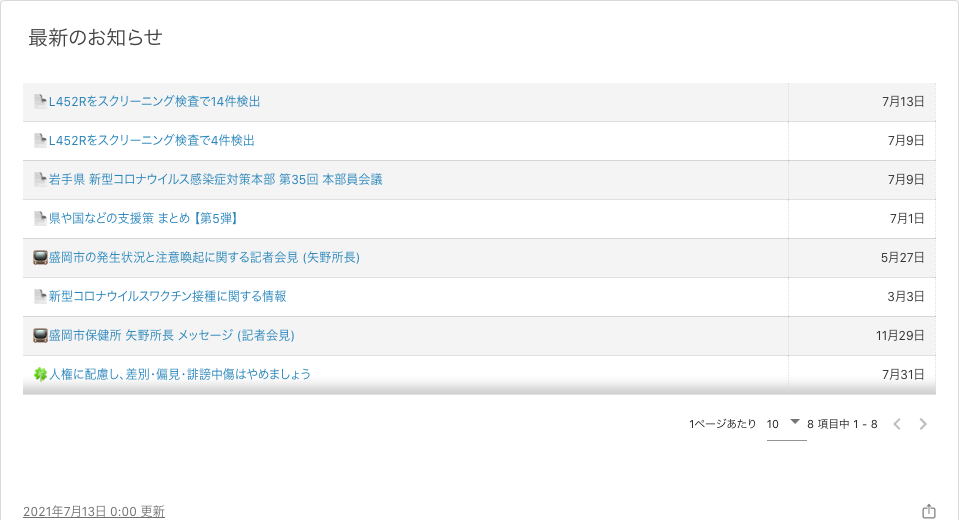 最新のお知らせ
L452Rをスクリーニング検査で14件検出 7月13日
L452Rをスクリーニング検査で4件検出 7月9日
岩手県 新型コロナウイルス感染症対策本部 第35回 本部員会議 7月9日
県や国などの支援策 まとめ【第5弾】 7月1日
盛岡市の発生状況と注意喚起に関する記者会見 (矢野所長) 5月27日
新型コロナウイルスワクチン接種に関する情報 3月3日
盛岡市保健所 矢野所長 メッセージ (記者会見) 11月29日
人権に配慮し、差別・偏見・誹謗中傷はやめましょう 7月31日
1ページあたり 10 8 項目中 1 - 8
2021年7月13日 0:00 更新